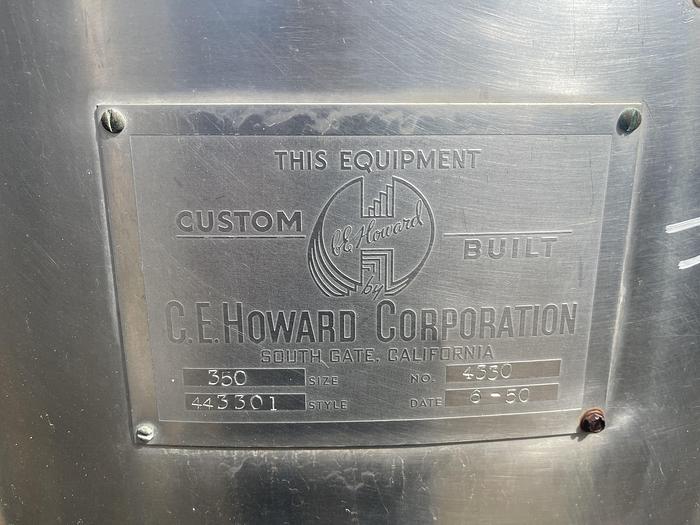 THIS EQUIPMENT
CUSTOM C.E. Howard BUILT
by
C.E. HOWARD CORPORATION
SOUTH GATE, CALIFORNIA
350 SIZE NO. 4330
443301 STYLE DATE 6-50